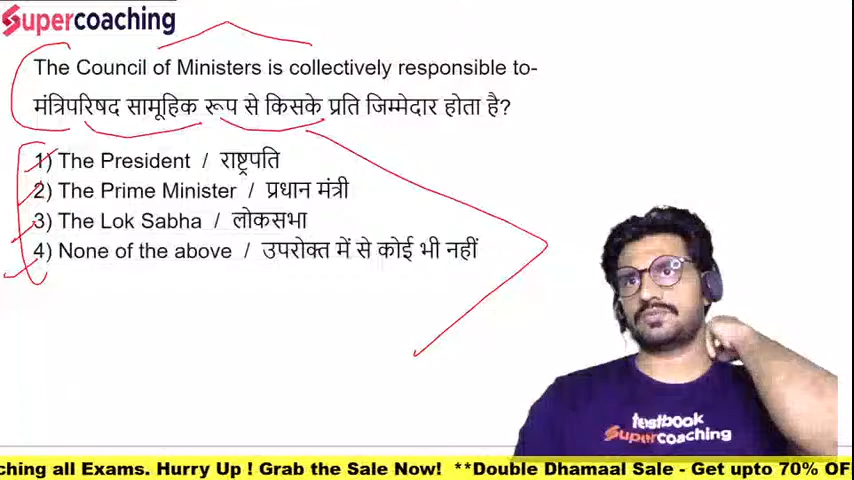 Supercoaching
The Council of Ministers is collectively responsible to-
मंत्रिपरिषद सामूहिक रूप से किसके प्रति जिम्मेदार होता है?
1) The President / राष्ट्रपति
2) The Prime Minister / प्रधान मंत्री
3) The Lok Sabha / लोकसभा
4) None of the above / उपरोक्त में से कोई भी नहीं
testbook
Supercoaching
ching all Exams. Hurry Up ! Grab the Sale Now! **Double Dhamaal Sale - Get upto 70% OF